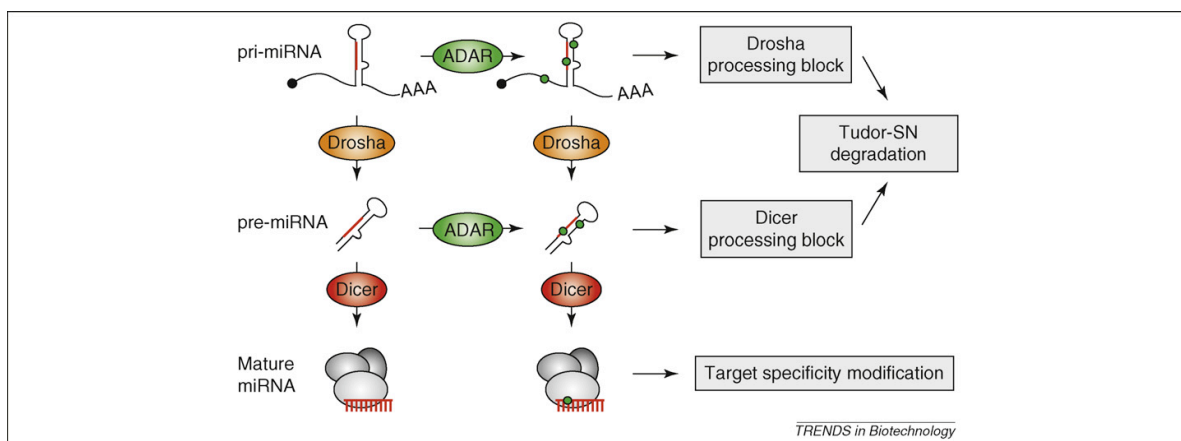 pri-miRNA
ADAR
AAA
AAA
Drosha
processing block
Drosha
Drosha
Tudor-SN
degradation
pre-miRNA
ADAR
Dicer
processing block
Dicer
Dicer
Mature
miRNA
Target specificity modification
TRENDS in Biotechnology